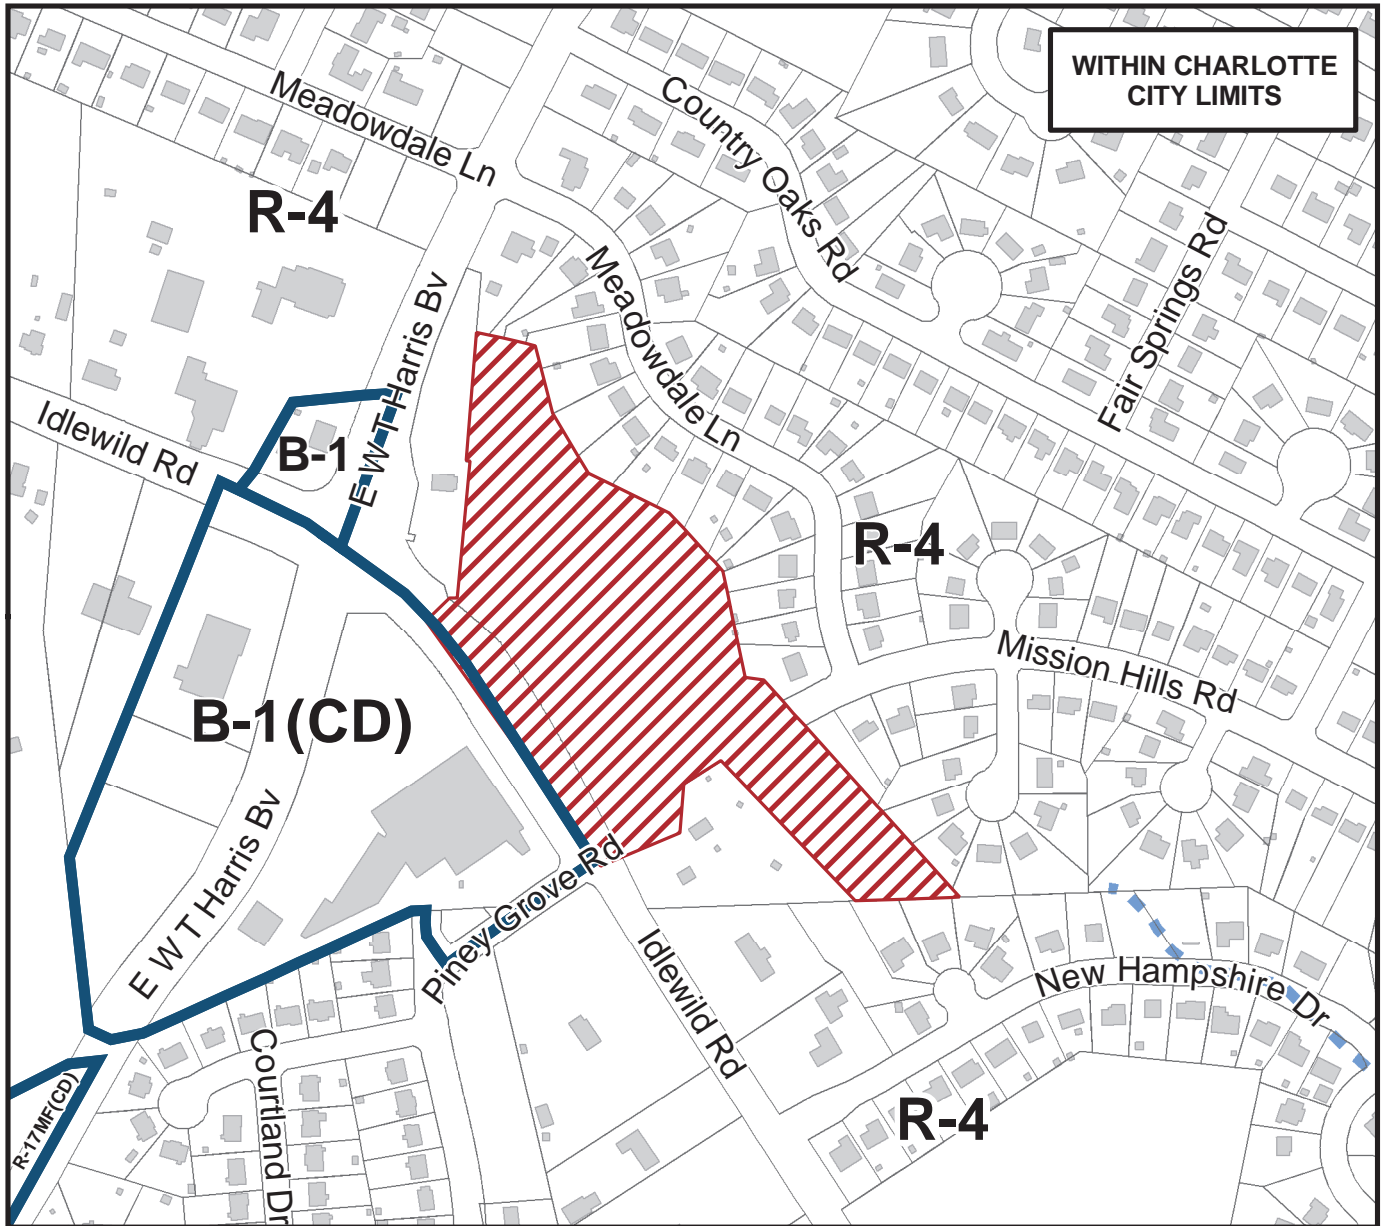 WITHIN CHARLOTTE
CITY LIMITS
Meadowdale Ln
Country Oaks Rd
R-4
Fair Springs Rd
Meadowdale Ln
E W T Harris Bv
Idlewild Rd
B-1
R-4
Mission Hills Rd
B-1(CD)
E W T Harris Bv
Piney Grove Rd
Idlewild Rd
New Hampshire Dr
Courtland Dr
R-17MF(CD)
R-4